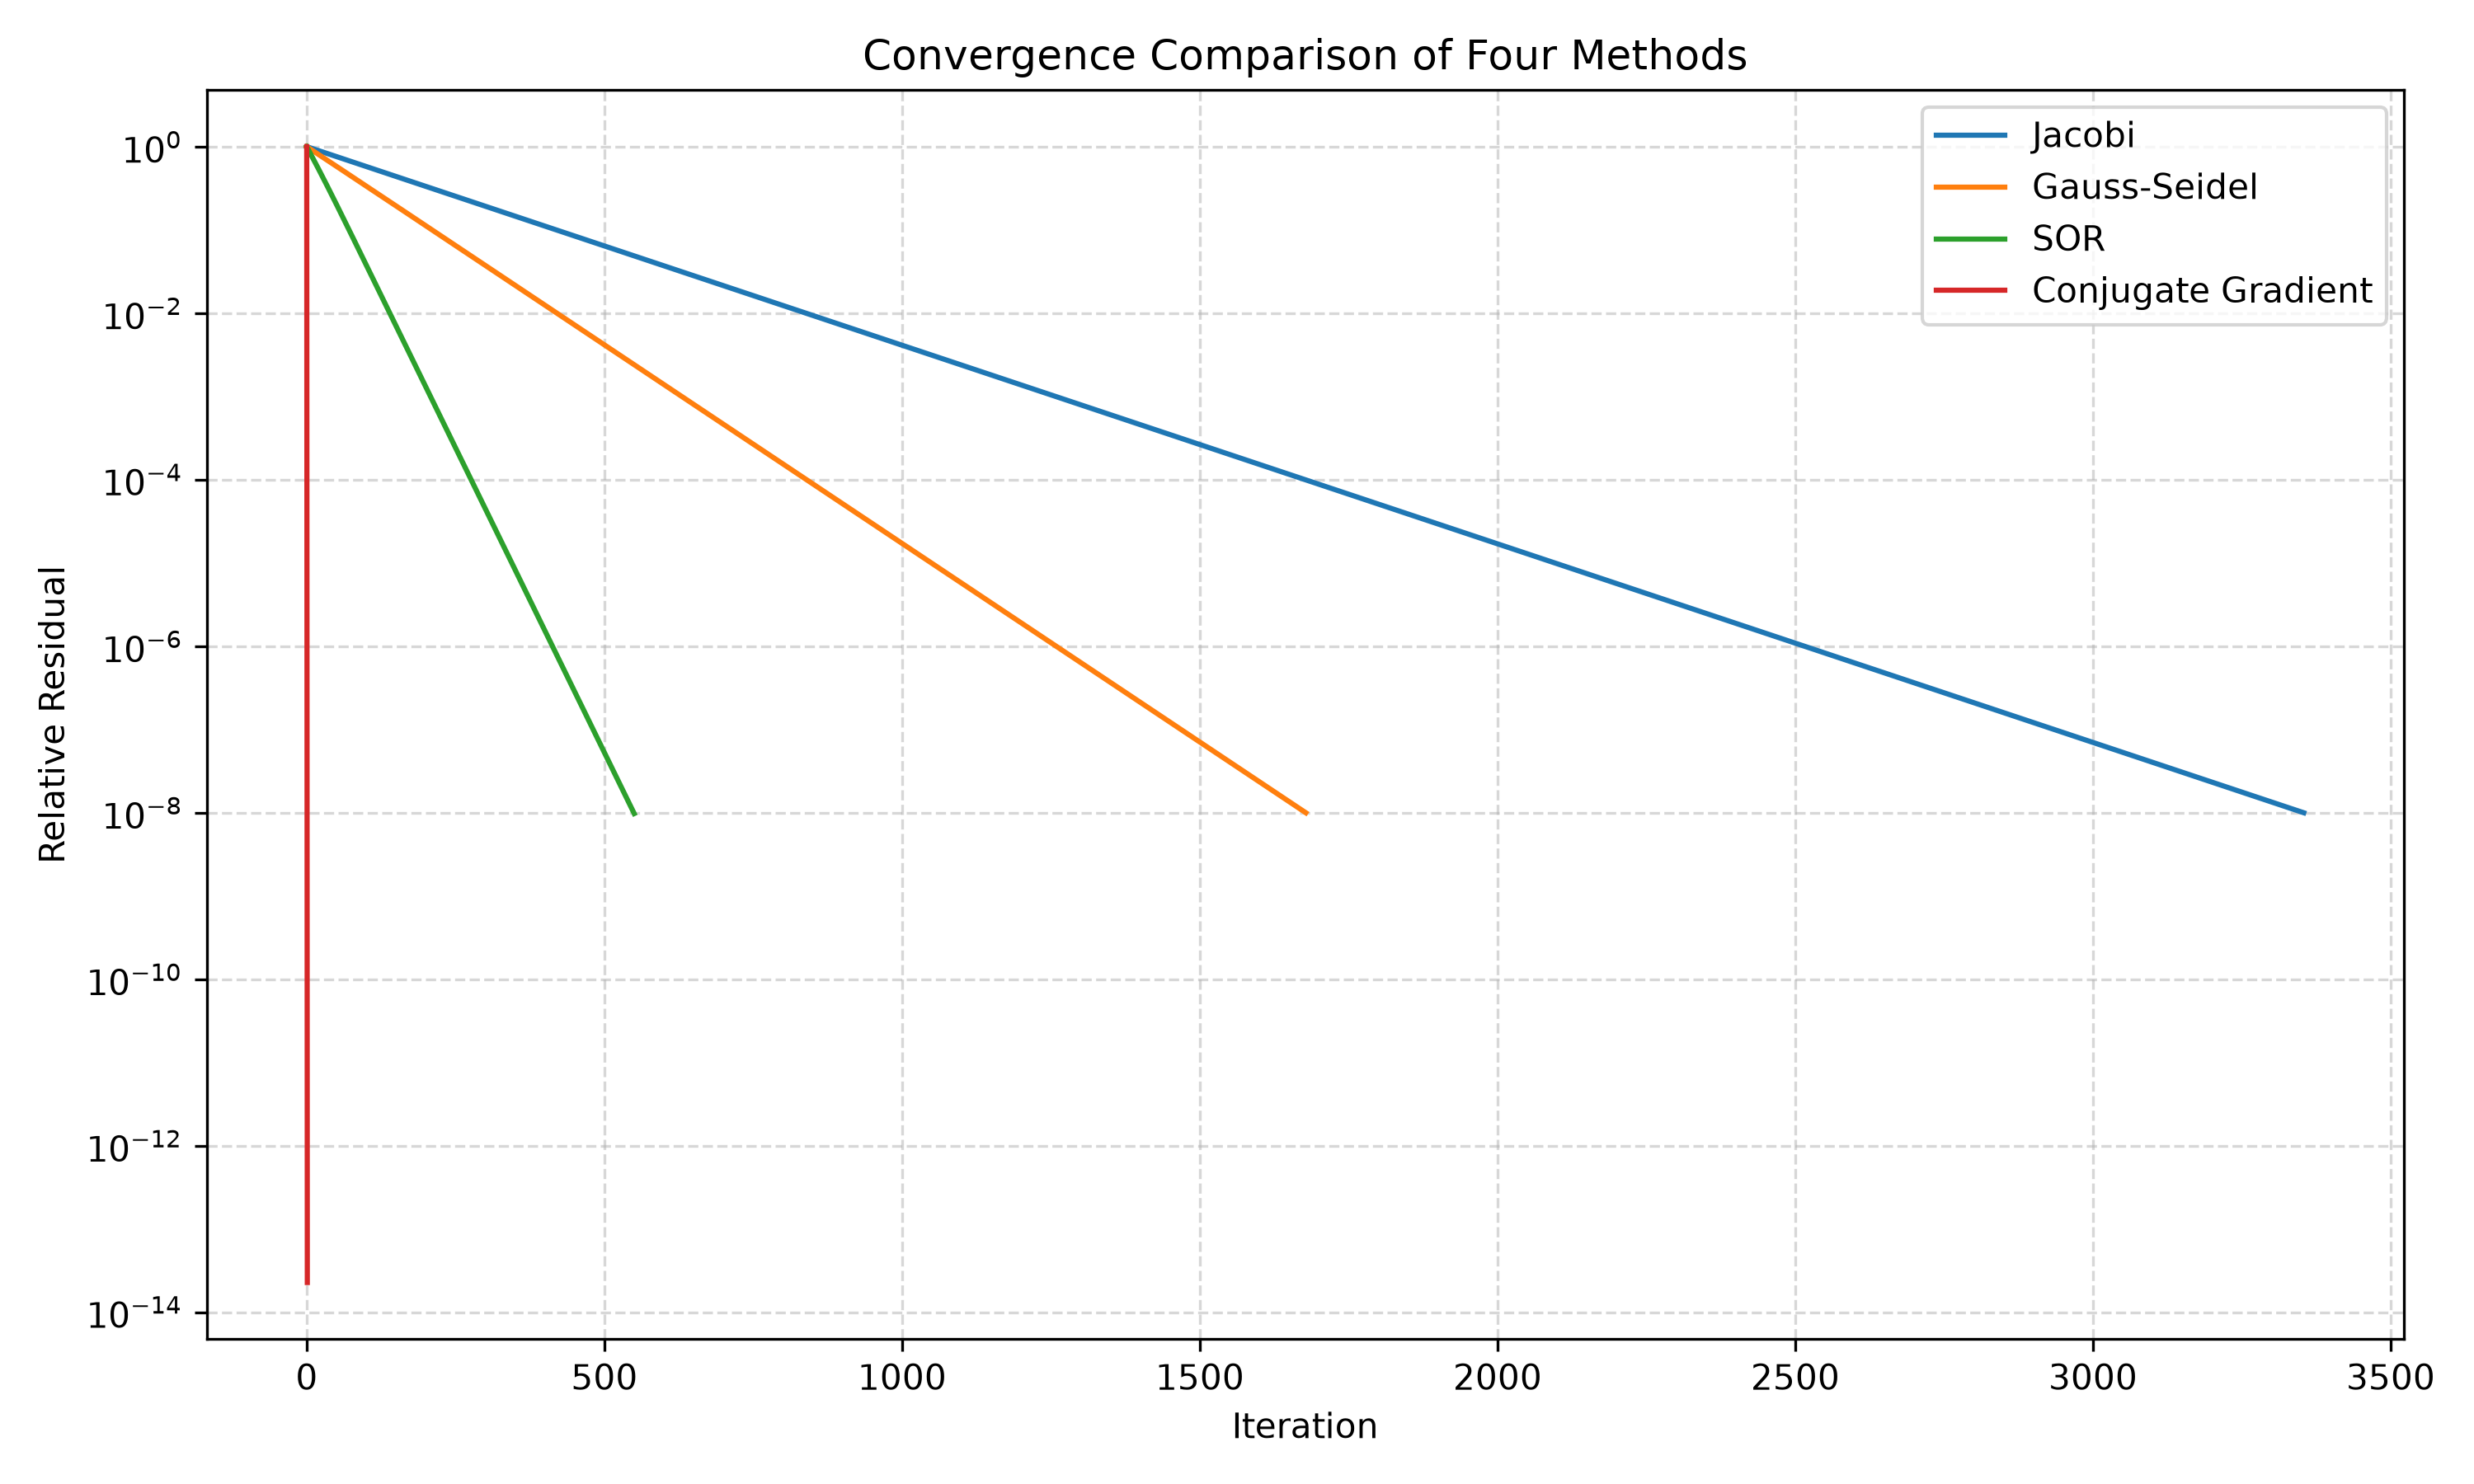 Convergence Comparison of Four Methods
Jacobi
Gauss-Seidel
SOR
Conjugate Gradient
Relative Residual
10⁰
10⁻²
10⁻⁴
10⁻⁶
10⁻⁸
10⁻¹⁰
10⁻¹²
10⁻¹⁴
0 500 1000 1500 2000 2500 3000 3500
Iteration